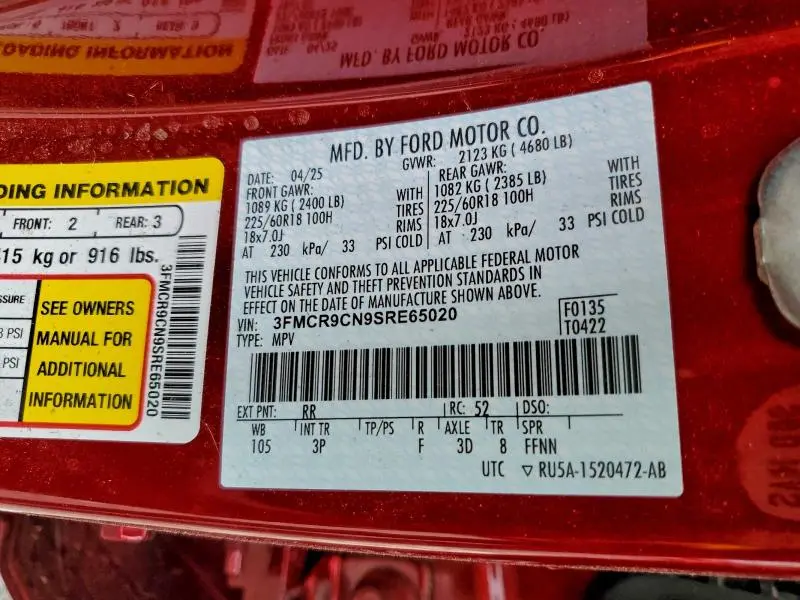 DING INFORMATION
FRONT: 2 REAR: 3
15 kg or 916 lbs.
SSURE
PSI
PSI
SEE OWNERS
MANUAL FOR
ADDITIONAL
INFORMATION
3FMCR9CN9SRE65020
MFD. BY FORD MOTOR CO.
DATE: 04/25 GVWR: 2123 KG ( 4680 LB)
FRONT GAWR: REAR GAWR:
1089 KG ( 2400 LB) WITH 1082 KG ( 2385 LB) WITH
225/60R18 100H TIRES 225/60R18 100H TIRES
18x7.0J RIMS 18x7.0J RIMS
AT 230 kPa/ 33 PSI COLD AT 230 kPa/ 33 PSI COLD
THIS VEHICLE CONFORMS TO ALL APPLICABLE FEDERAL MOTOR
VEHICLE SAFETY AND THEFT PREVENTION STANDARDS IN
EFFECT ON THE DATE OF MANUFACTURE SHOWN ABOVE.
VIN: 3FMCR9CN9SRE65020 F0135
TYPE: MPV T0422
EXT PNT: RR RC: 52 DSO:
WB INT TR TP/PS R AXLE TR SPR
105 3P F 3D 8 FFNN
UTC ▽ RU5A-1520472-AB